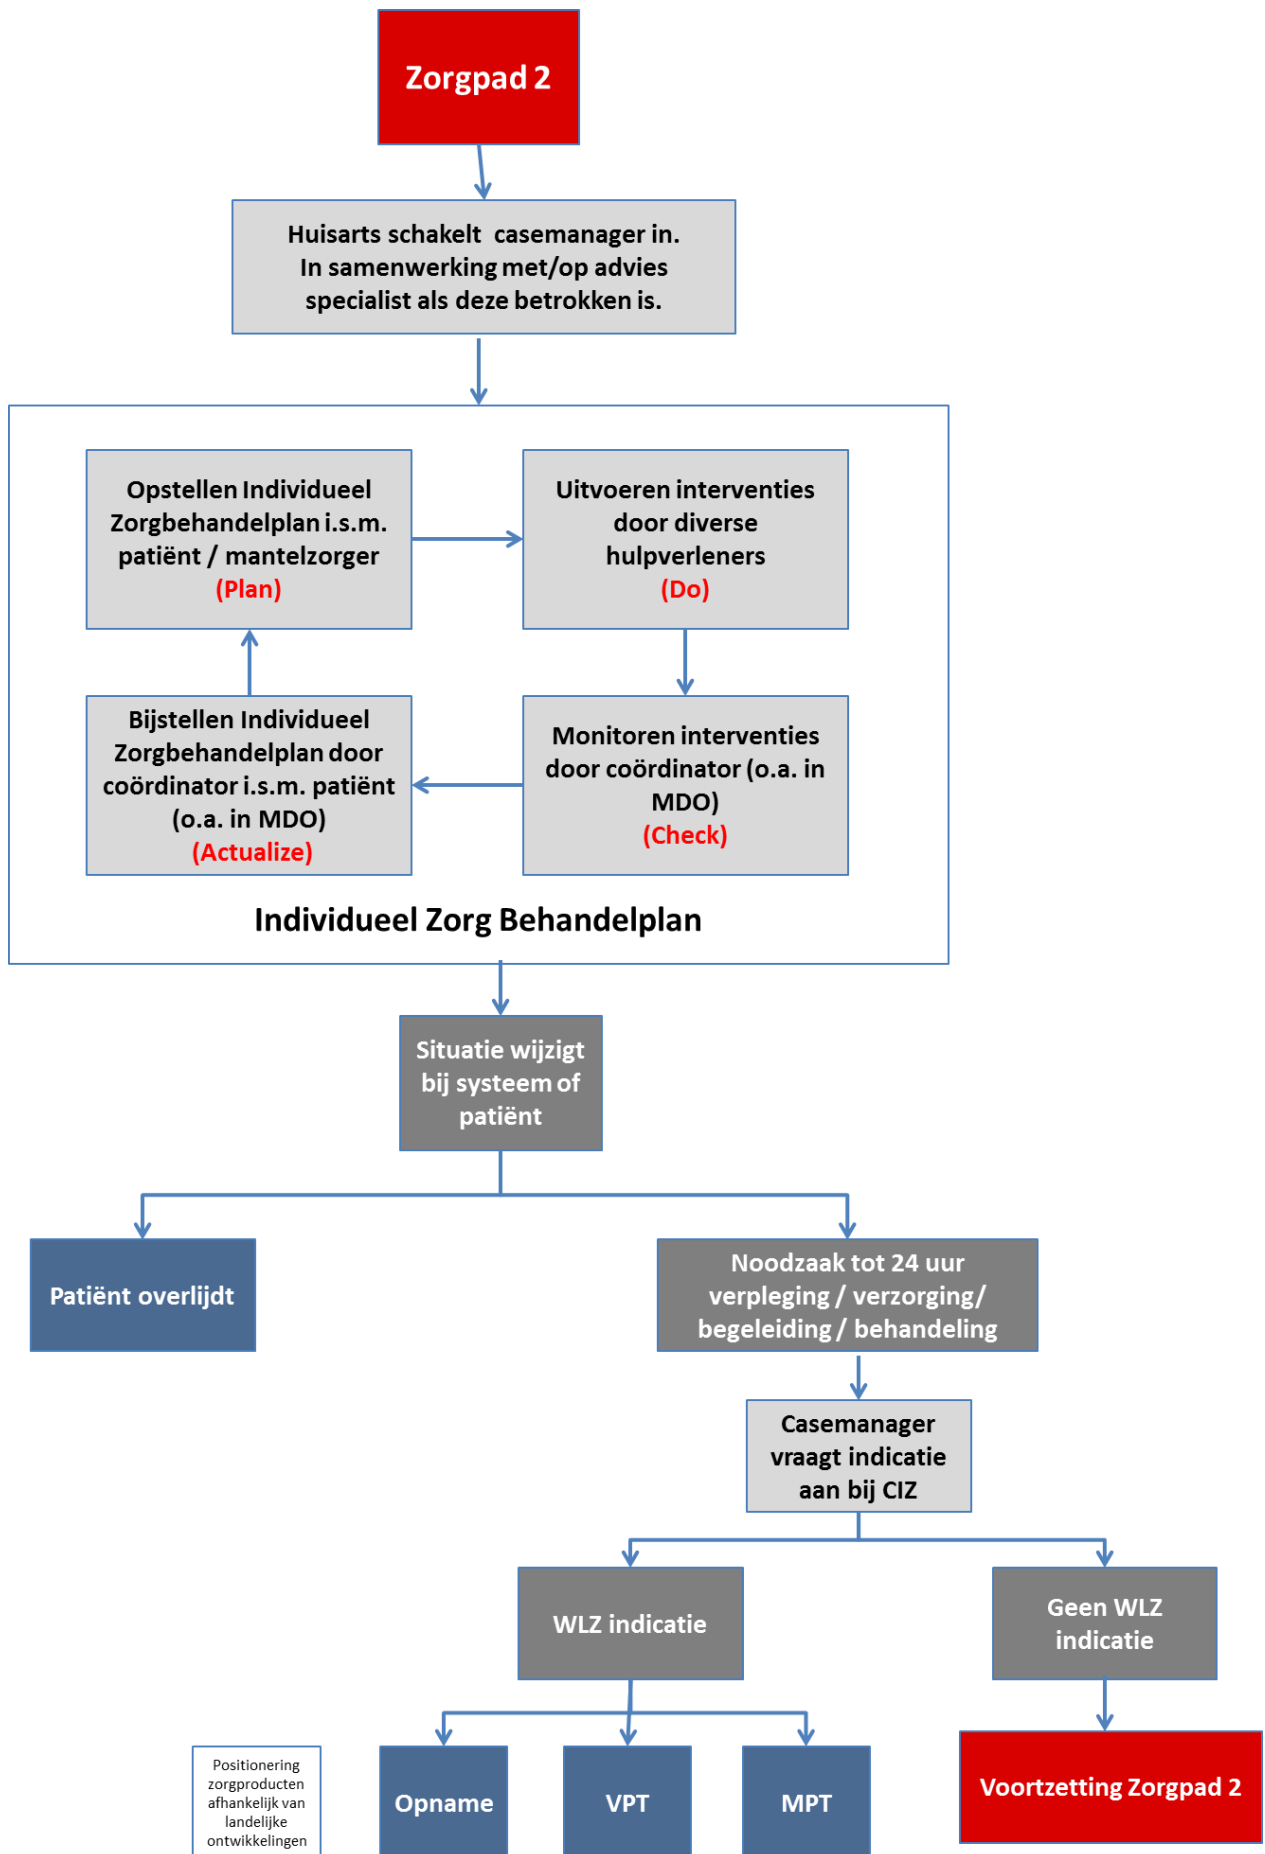 Zorgpad 2
Huisarts schakelt casemanager in.
In samenwerking met/op advies
specialist als deze betrokken is.
Opstellen Individueel
Zorgbehandelplan i.s.m.
patiënt / mantelzorger
(Plan)
Uitvoeren interventies
door diverse
hulpverleners
(Do)
Bijstellen Individueel
Zorgbehandelplan door
coördinator i.s.m. patiënt
(o.a. in MDO)
(Actualize)
Monitoren interventies
door coördinator (o.a. in
MDO)
(Check)
Individueel Zorg Behandelplan
Situatie wijzigt
bij systeem of
patiënt
Patiënt overlijdt
Noodzaak tot 24 uur
verpleging / verzorging/
begeleiding / behandeling
Casemanager
vraagt indicatie
aan bij CIZ
WLZ indicatie
Geen WLZ
indicatie
Positionering
zorgproducten
afhankelijk van
landelijke
ontwikkelingen
Opname
VPT
MPT
Voortzetting Zorgpad 2